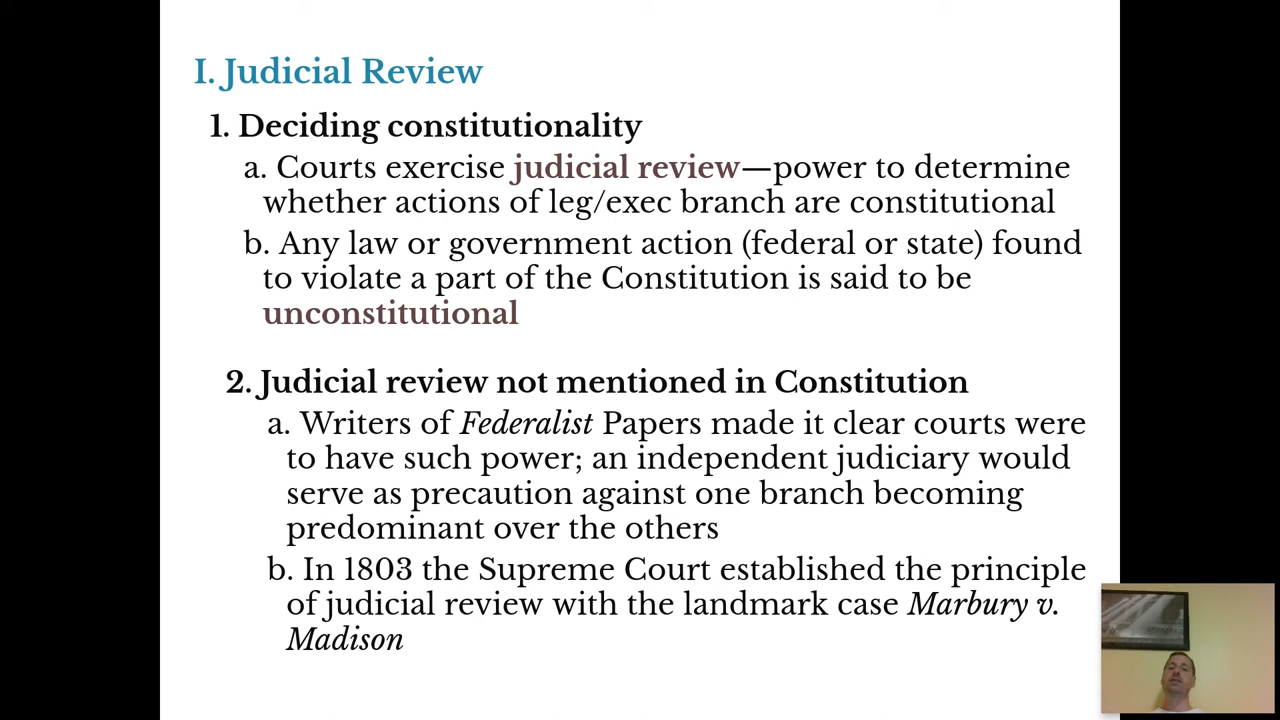 I. Judicial Review
1. Deciding constitutionality
a. Courts exercise judicial review—power to determine
whether actions of leg/exec branch are constitutional
b. Any law or government action (federal or state) found
to violate a part of the Constitution is said to be
unconstitutional
2. Judicial review not mentioned in Constitution
a. Writers of Federalist Papers made it clear courts were
to have such power; an independent judiciary would
serve as precaution against one branch becoming
predominant over the others
b. In 1803 the Supreme Court established the principle
of judicial review with the landmark case Marbury v.
Madison